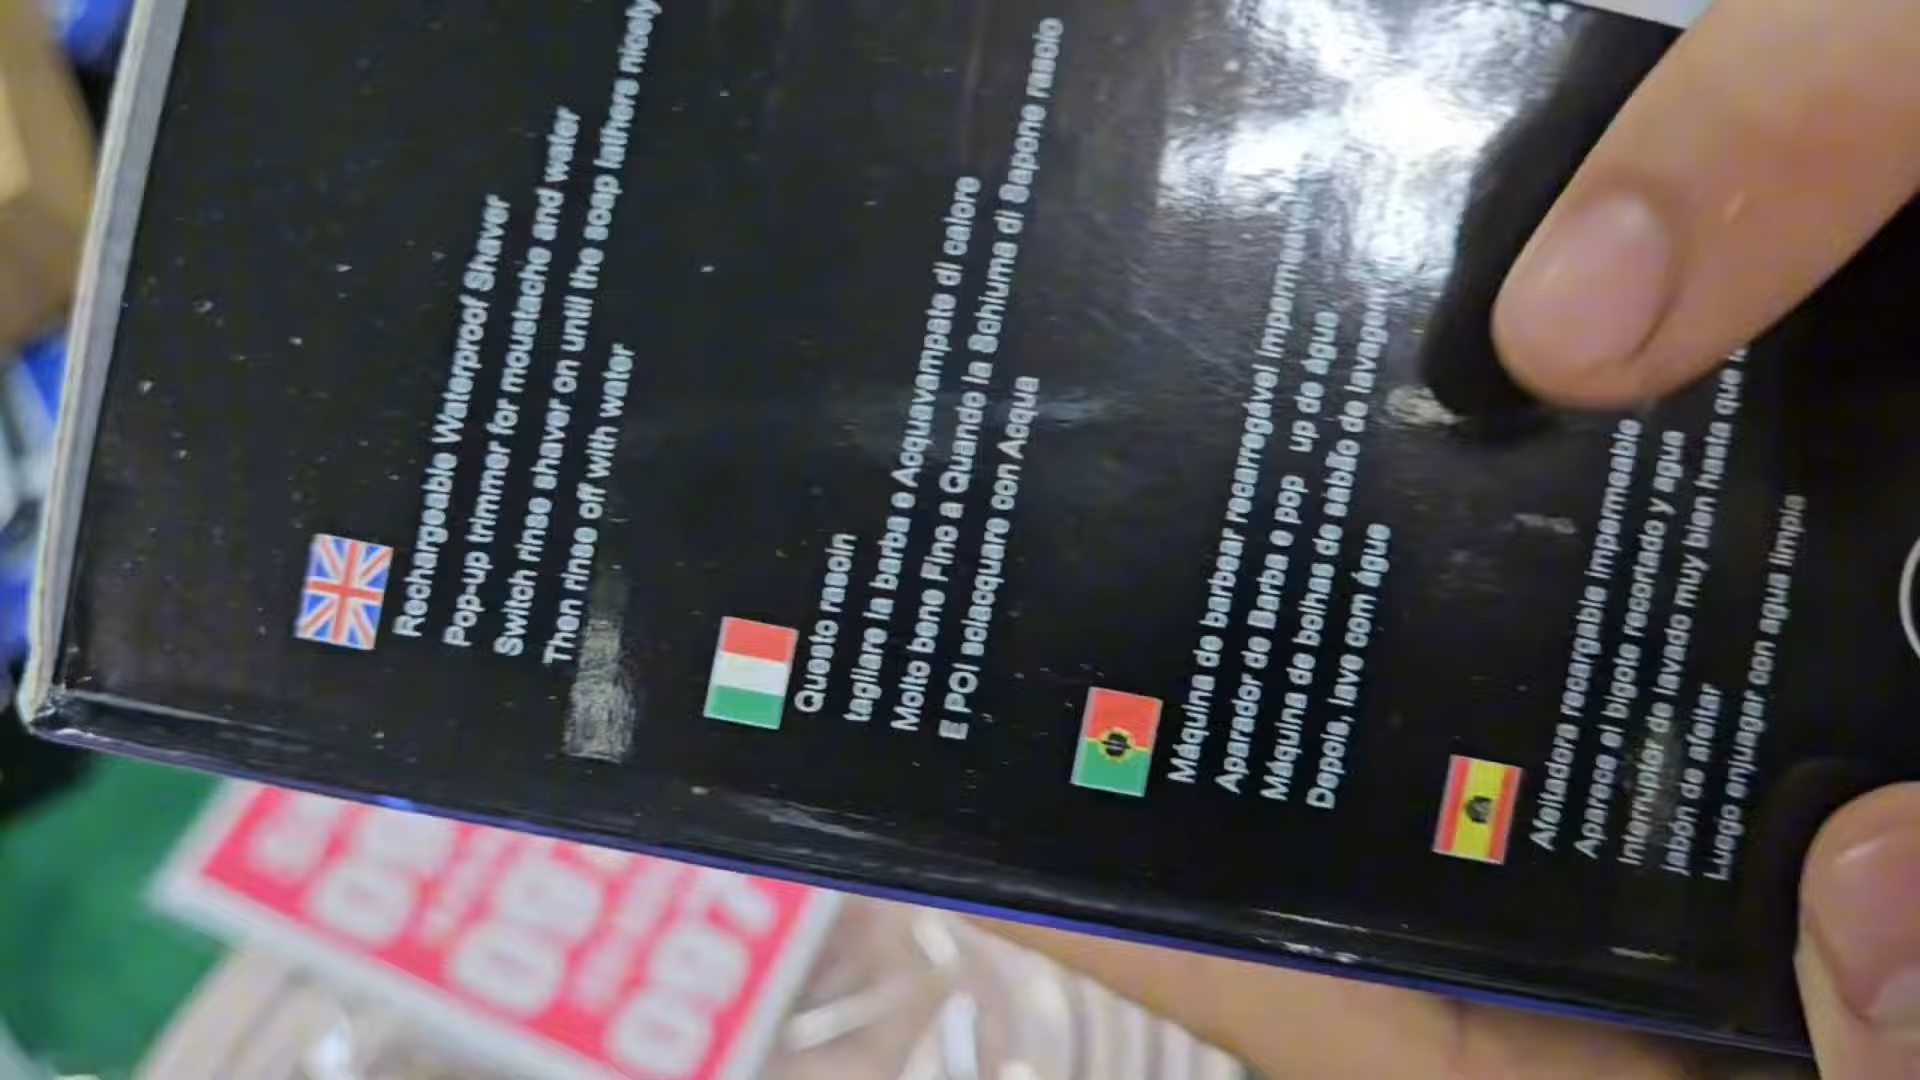 Rechargeable Waterproof Shaver
Pop-up trimmer for moustache and water
Switch rinse shaver on until the soap lathers nicely
Then rinse off with water
Questo rasoin
tagliare la barba e Acquavampate di calore
Molto bene Fino a Quando la Schiuma di Sapone rasoio
E POI solacquare con Acqua
Máquina de barbear recarregável impermeável
Aparador de Barba e pop up de água
Máquina de bolhas de sabão de lavagem
Depois, lave com água
Afeitadora recargable impermeable
Aparece el bigote recortado y agua
Interruptor de lavado muy bien hasta que
jabón de afeitar
Luego enjuagar con agua limpia